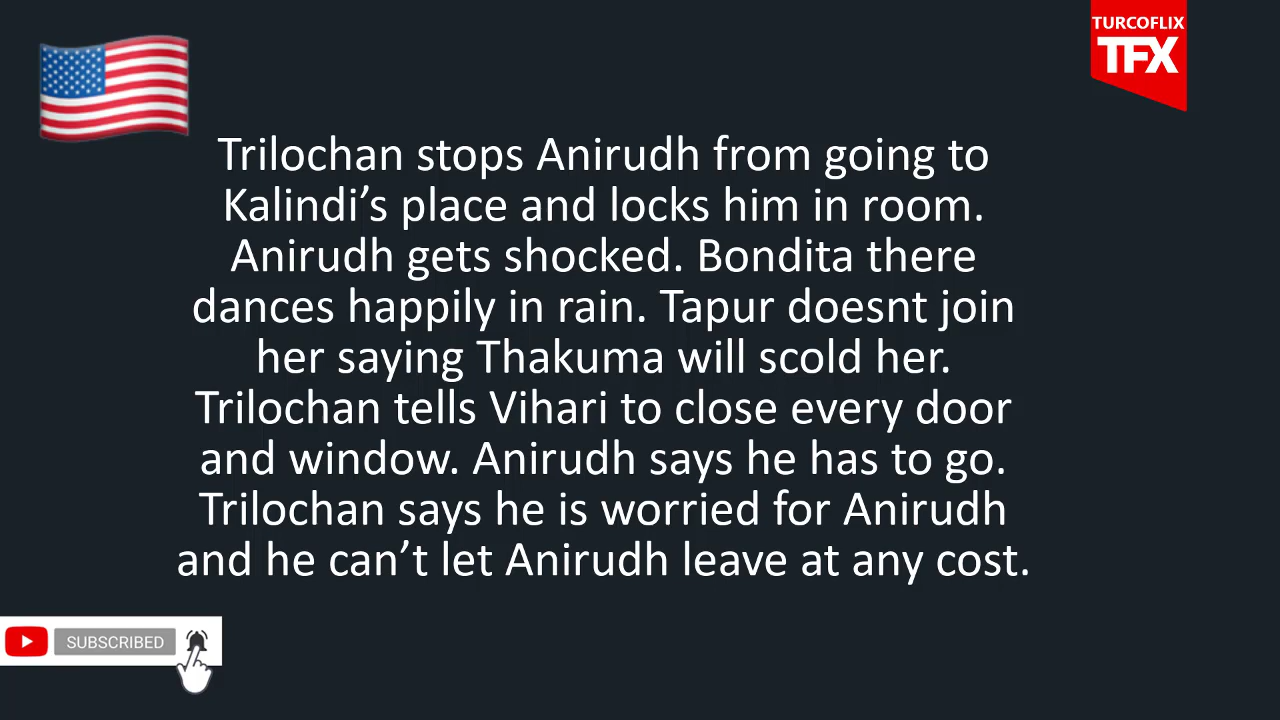 TURCOFLIX
TFX
Trilochan stops Anirudh from going to
Kalindi’s place and locks him in room.
Anirudh gets shocked. Bondita there
dances happily in rain. Tapur doesnt join
her saying Thakuma will scold her.
Trilochan tells Vihari to close every door
and window. Anirudh says he has to go.
Trilochan says he is worried for Anirudh
and he can’t let Anirudh leave at any cost.
SUBSCRIBED